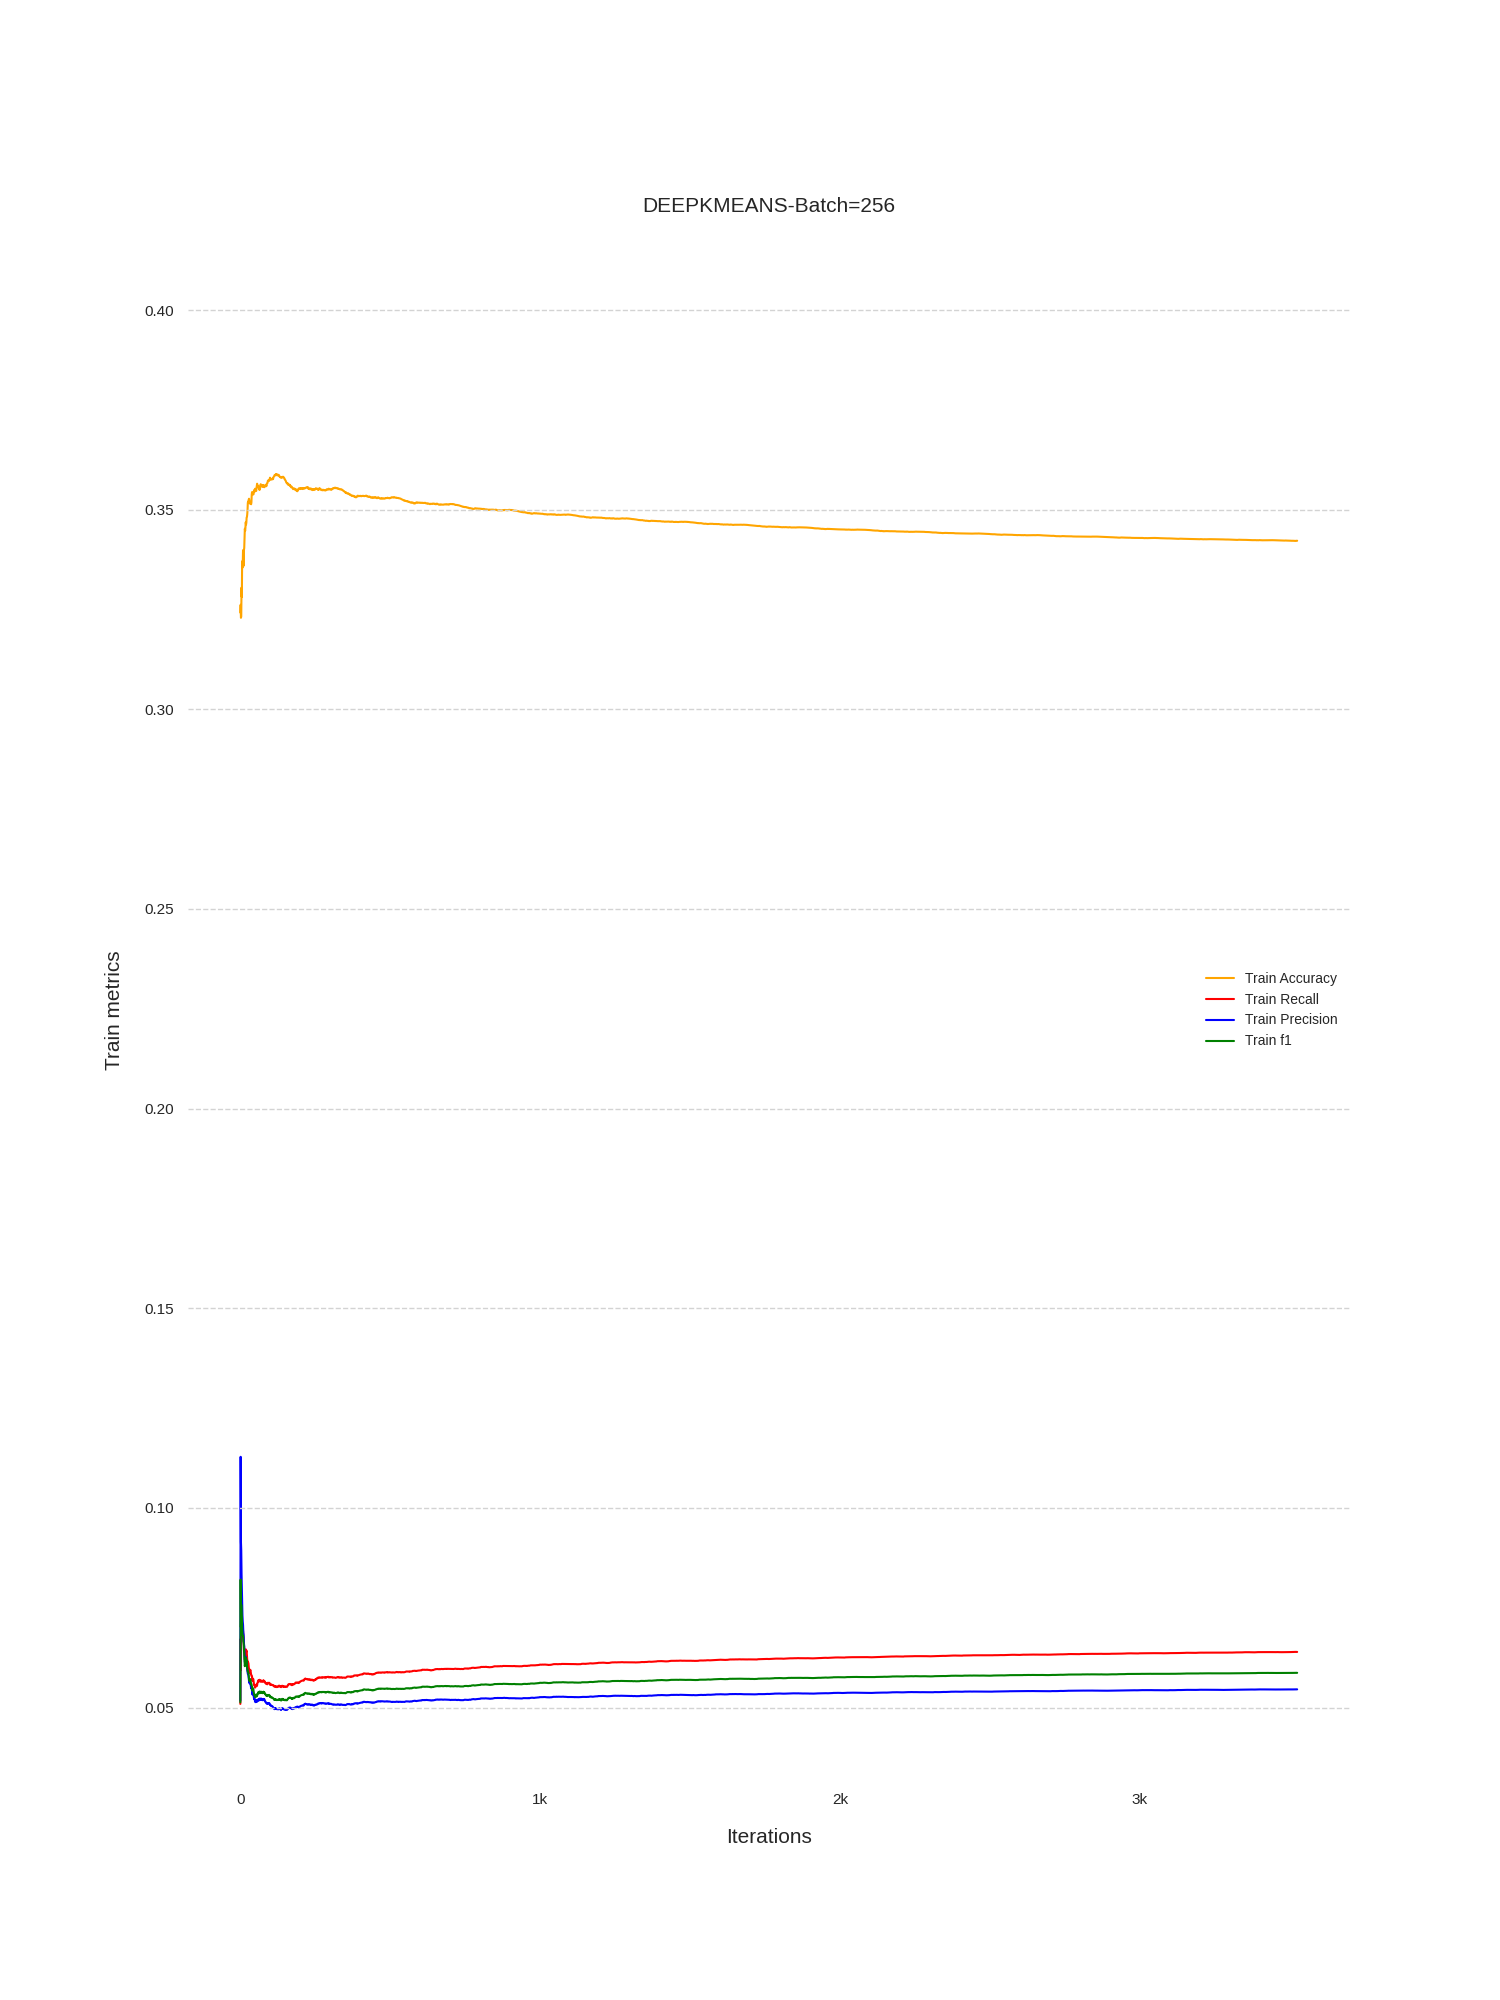 DEEPKMEANS-Batch=256
0.40
0.35
0.30
0.25
0.20
0.15
0.10
0.05
Train metrics
Train Accuracy
Train Recall
Train Precision
Train f1
0 1k 2k 3k
Iterations